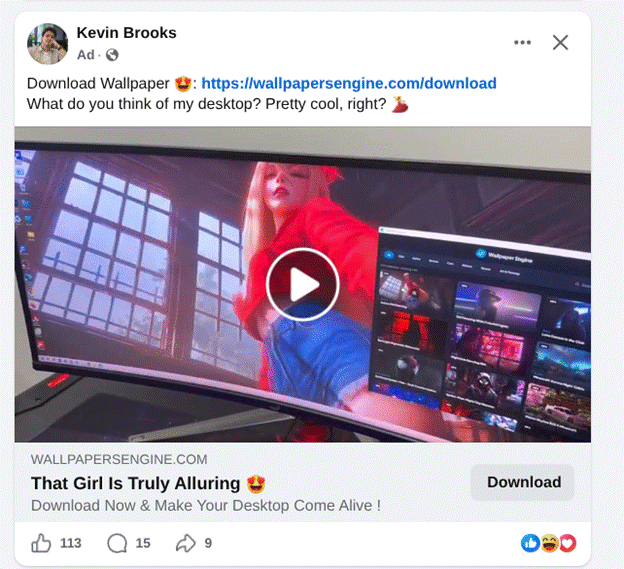 Kevin Brooks
Ad ·
Download Wallpaper 🤩: https://wallpapersengine.com/download
What do you think of my desktop? Pretty cool, right? 💃
Wallpaper Engine
WALLPAPERSENGINE.COM
That Girl Is Truly Alluring 🤩
Download Now & Make Your Desktop Come Alive !
Download
113
15
9